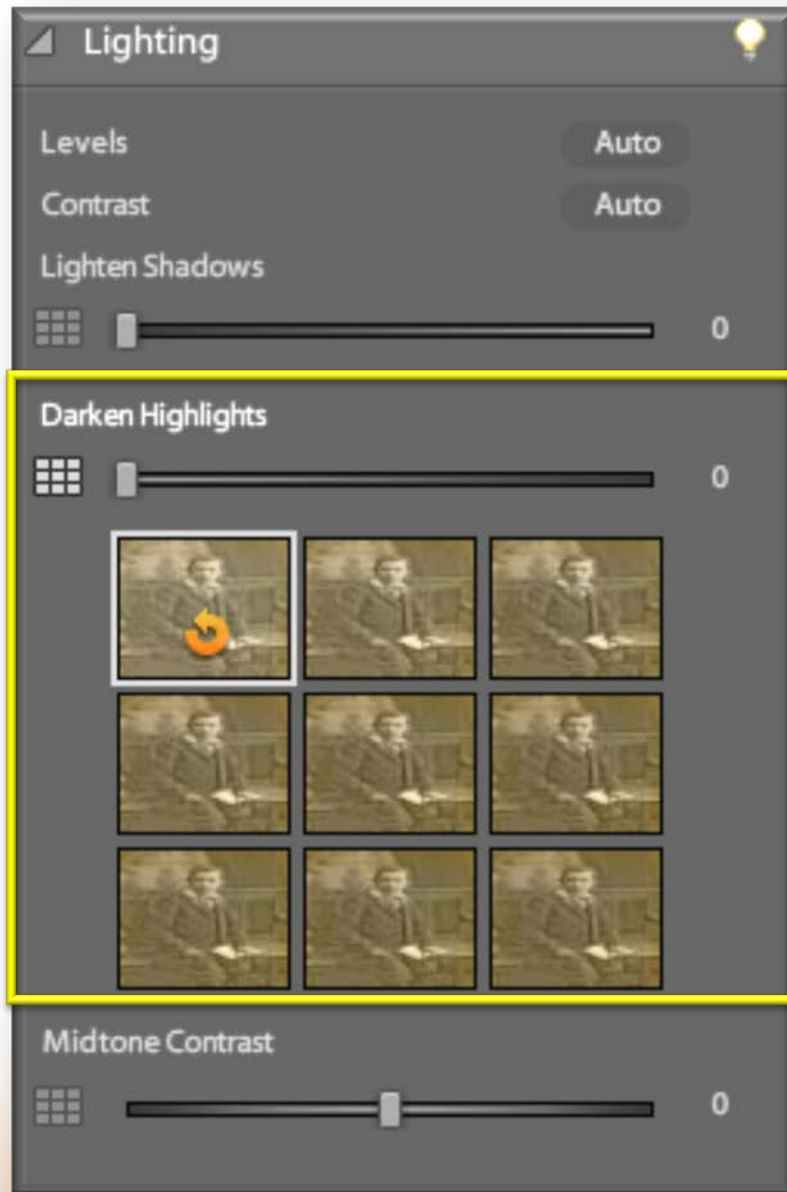 Lighting
Levels Auto
Contrast Auto
Lighten Shadows
0
Darken Highlights
0
Midtone Contrast
0